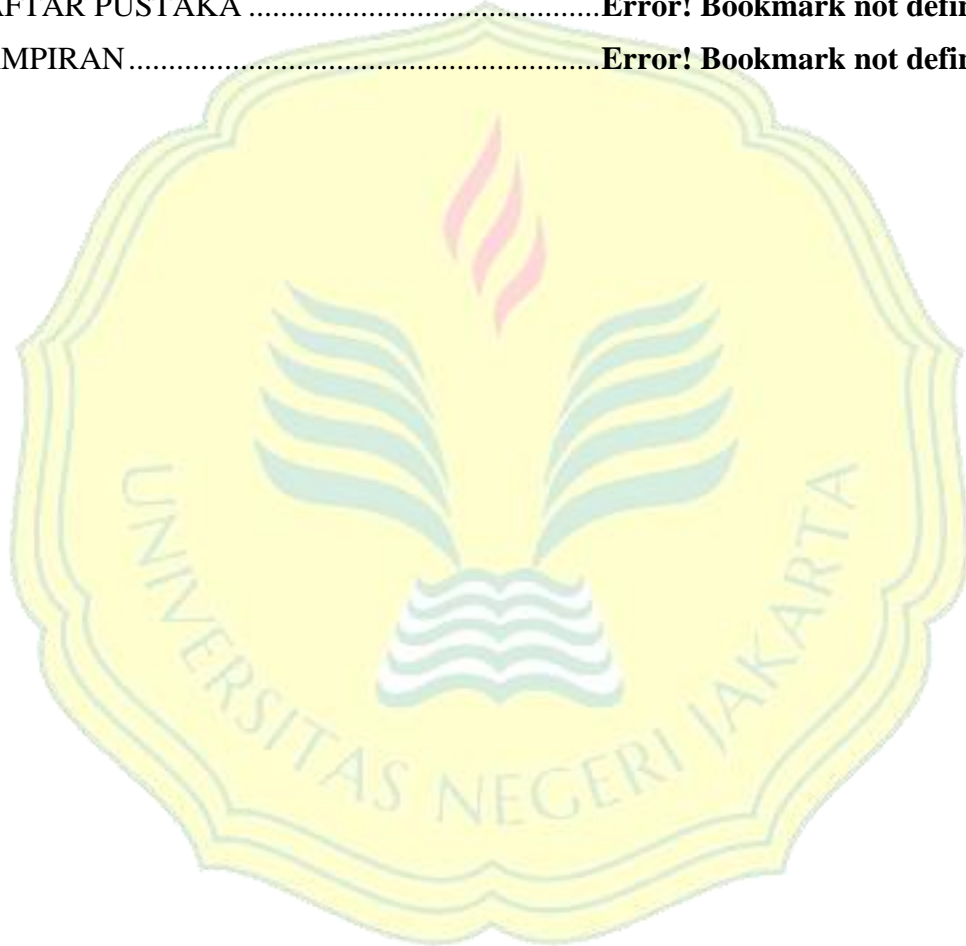 AFTAR PUSTAKA ............................................Error! Bookmark not defin
MPIRAN...........................................................Error! Bookmark not defin
UNIVERSITAS NEGERI JAKARTA